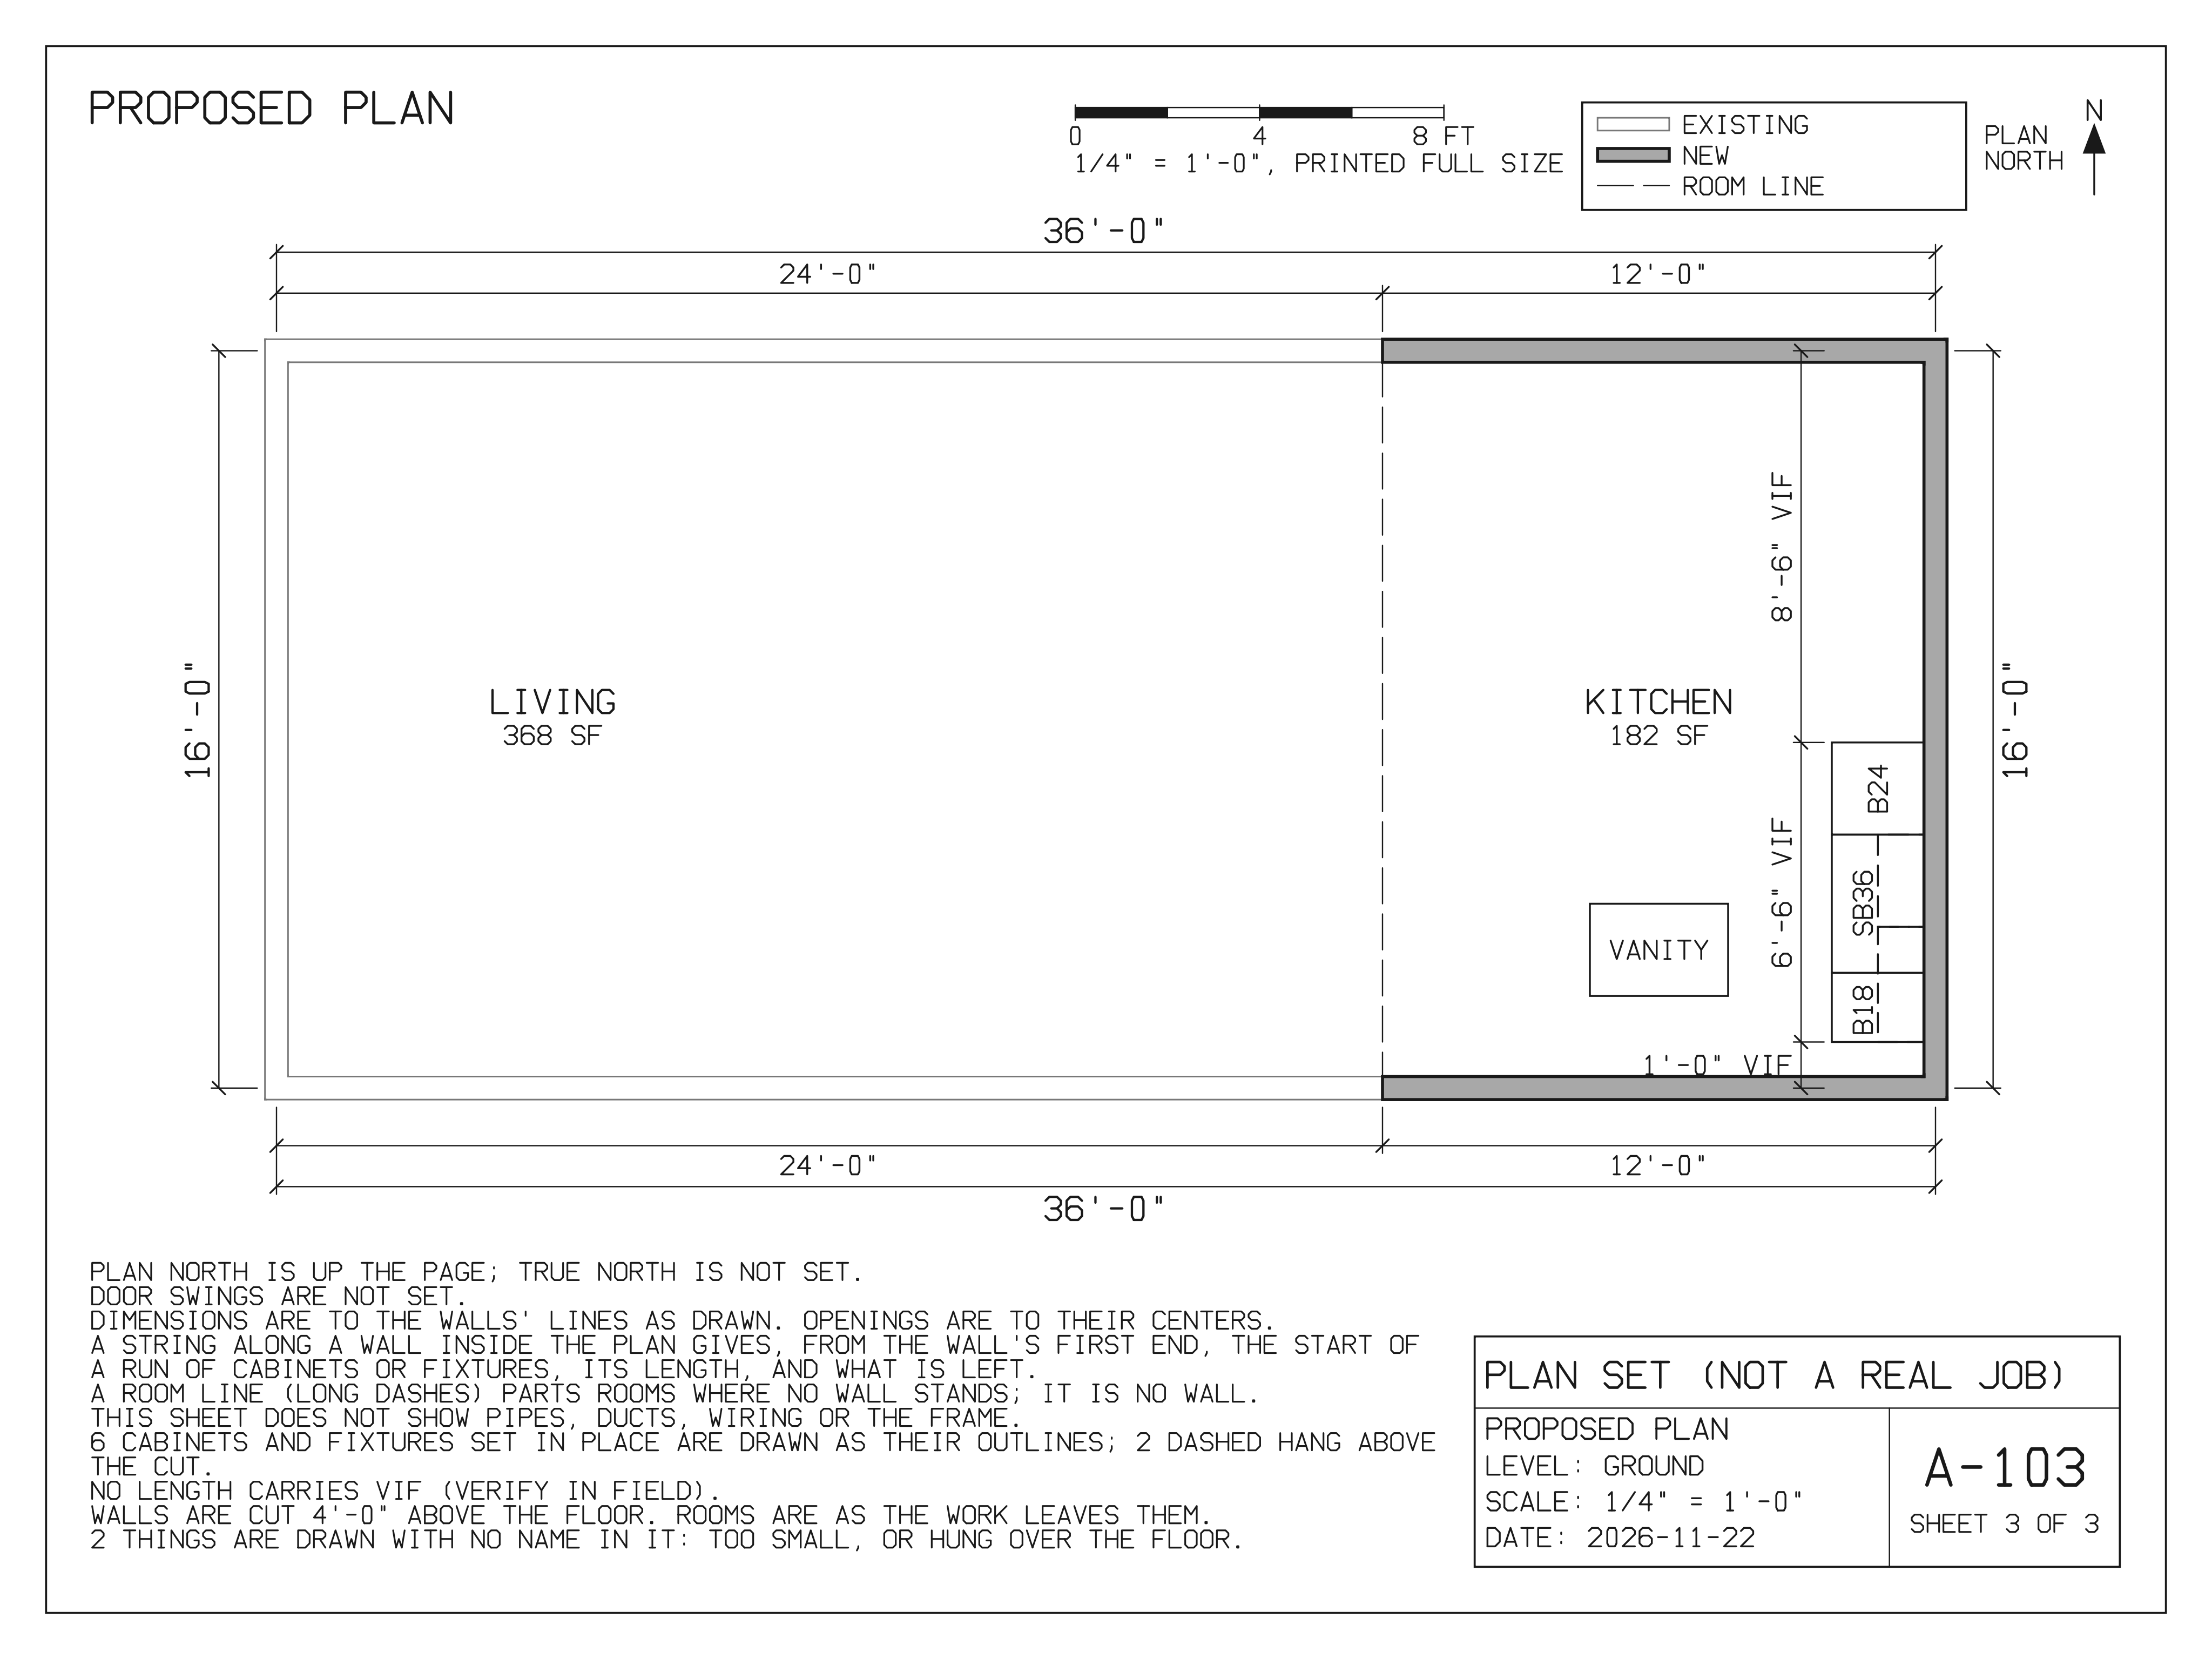 PROPOSED PLAN
0 4 8 FT
1/4" = 1'-0", PRINTED FULL SIZE
EXISTING
NEW
ROOM LINE
PLAN
NORTH
N
36'-0"
24'-0"
12'-0"
16'-0"
LIVING
368 SF
KITCHEN
182 SF
8'-6" VIF
6'-6" VIF
1'-0" VIF
B24
SB36
B18
VANITY
16'-0"
24'-0"
12'-0"
36'-0"
PLAN NORTH IS UP THE PAGE; TRUE NORTH IS NOT SET.
DOOR SWINGS ARE NOT SET.
DIMENSIONS ARE TO THE WALLS' LINES AS DRAWN. OPENINGS ARE TO THEIR CENTERS.
A STRING ALONG A WALL INSIDE THE PLAN GIVES, FROM THE WALL'S FIRST END, THE START OF
A RUN OF CABINETS OR FIXTURES, ITS LENGTH, AND WHAT IS LEFT.
A ROOM LINE (LONG DASHES) PARTS ROOMS WHERE NO WALL STANDS; IT IS NO WALL.
THIS SHEET DOES NOT SHOW PIPES, DUCTS, WIRING OR THE FRAME.
6 CABINETS AND FIXTURES SET IN PLACE ARE DRAWN AS THEIR OUTLINES; 2 DASHED HANG ABOVE
THE CUT.
NO LENGTH CARRIES VIF (VERIFY IN FIELD).
WALLS ARE CUT 4'-0" ABOVE THE FLOOR. ROOMS ARE AS THE WORK LEAVES THEM.
2 THINGS ARE DRAWN WITH NO NAME IN IT: TOO SMALL, OR HUNG OVER THE FLOOR.
PLAN SET (NOT A REAL JOB)
PROPOSED PLAN
LEVEL: GROUND
SCALE: 1/4" = 1'-0"
DATE: 2026-11-22
A-103
SHEET 3 OF 3